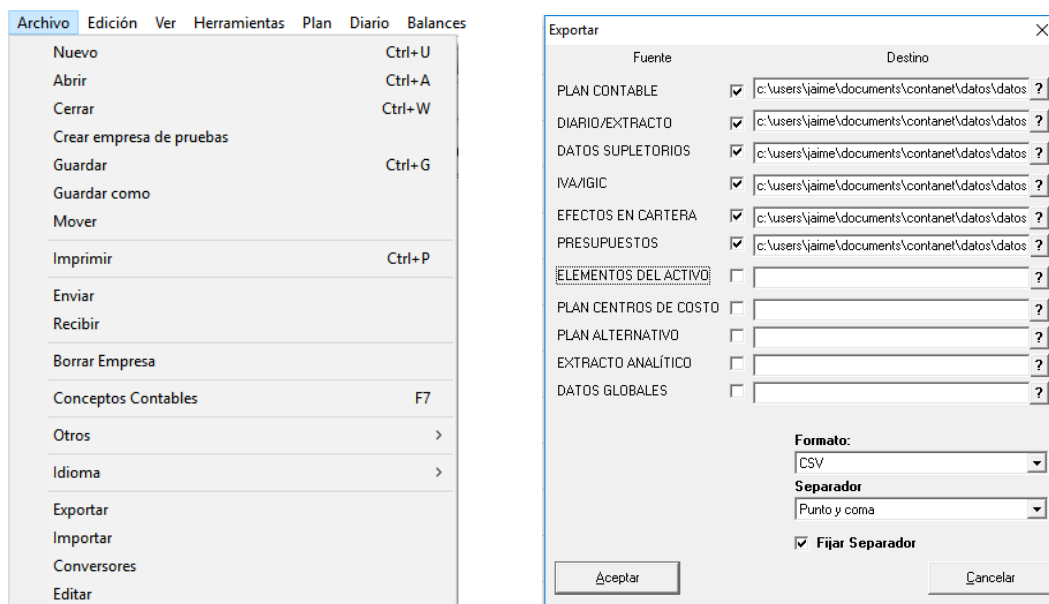 Archivo Edición Ver Herramientas Plan Diario Balances
Nuevo Ctrl+U
Abrir Ctrl+A
Cerrar Ctrl+W
Crear empresa de pruebas
Guardar Ctrl+G
Guardar como
Mover
Imprimir Ctrl+P
Enviar
Recibir
Borrar Empresa
Conceptos Contables F7
Otros >
Idioma >
Exportar
Importar
Conversores
Editar
Exportar
Fuente Destino
PLAN CONTABLE c:\users\jaime\documents\contanet\datos\datos ?
DIARIO/EXTRACTO c:\users\jaime\documents\contanet\datos\datos ?
DATOS SUPLETORIOS c:\users\jaime\documents\contanet\datos\datos ?
IVA/IGIC c:\users\jaime\documents\contanet\datos\datos ?
EFECTOS EN CARTERA c:\users\jaime\documents\contanet\datos\datos ?
PRESUPUESTOS c:\users\jaime\documents\contanet\datos\datos ?
ELEMENTOS DEL ACTIVO ?
PLAN CENTROS DE COSTO ?
PLAN ALTERNATIVO ?
EXTRACTO ANALÍTICO ?
DATOS GLOBALES ?
Formato:
CSV
Separador
Punto y coma
Fijar Separador
Aceptar Cancelar